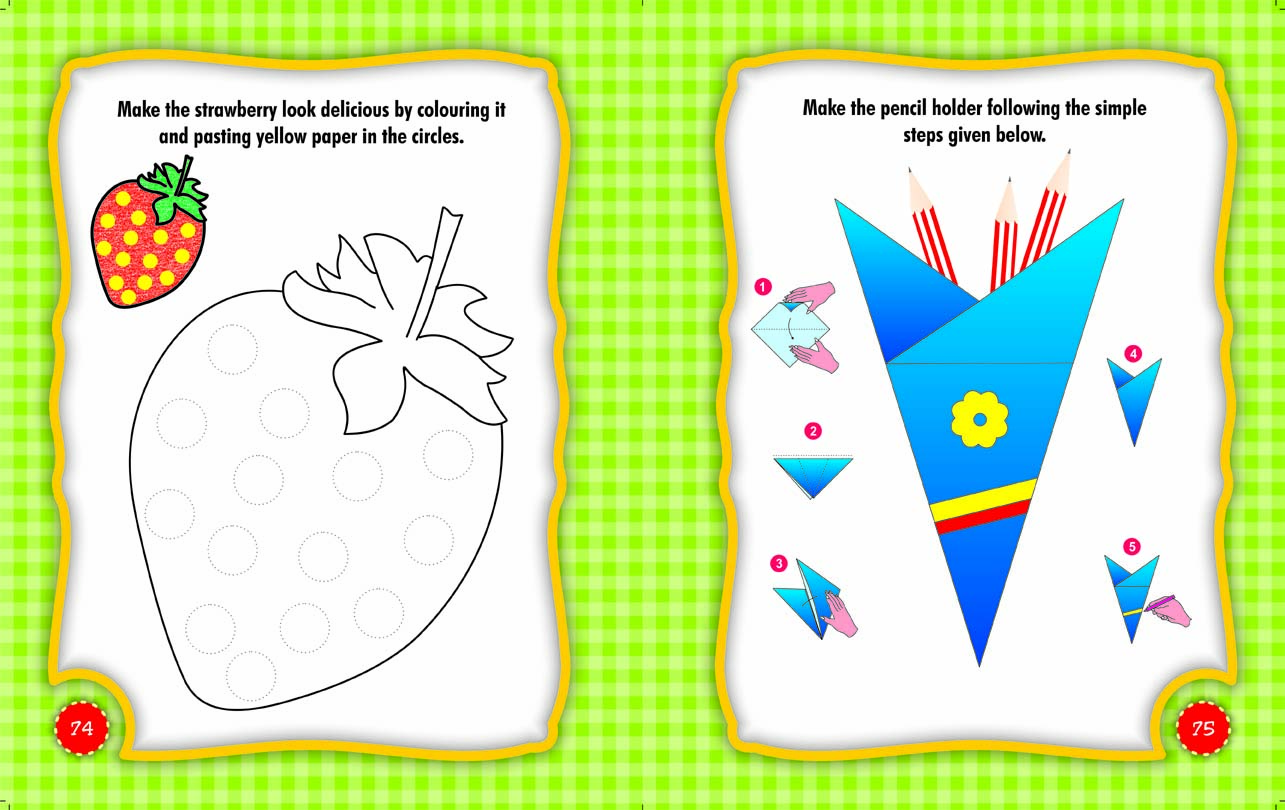 Make the strawberry look delicious by colouring it
and pasting yellow paper in the circles.
74
Make the pencil holder following the simple
steps given below.
1
2
3
4
5
75